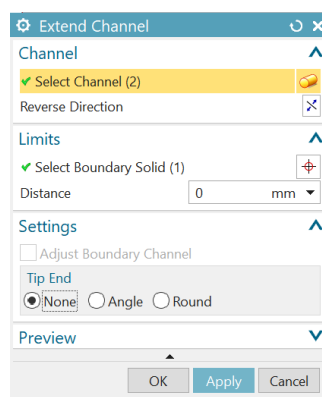 Extend Channel
Channel
Select Channel (2)
Reverse Direction
Limits
Select Boundary Solid (1)
Distance 0 mm
Settings
Adjust Boundary Channel
Tip End
None Angle Round
Preview
OK Apply Cancel